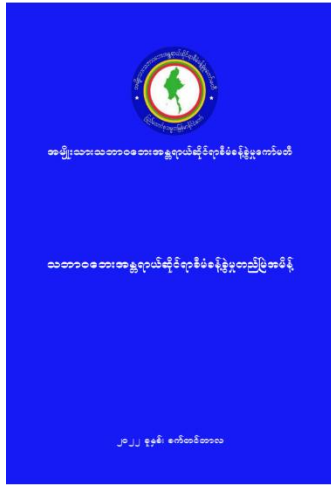 အမျိုးသားသဘာဝဘေးအန္တရာယ်ဆိုင်ရာစီမံခန့်ခွဲမှုကော်မတီ
သဘာဝဘေးအန္တရာယ်ဆိုင်ရာစီမံခန့်ခွဲမှုတည်မြဲအမိန့်
၂၀၂၂ ခုနှစ်၊ စက်တင်ဘာလ